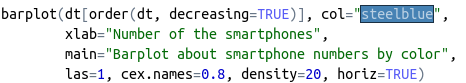 barplot(dt[order(dt, decreasing=TRUE)], col="steelblue",
xlab="Number of the smartphones",
main="Barplot about smartphone numbers by color",
las=1, cex.names=0.8, density=20, horiz=TRUE)